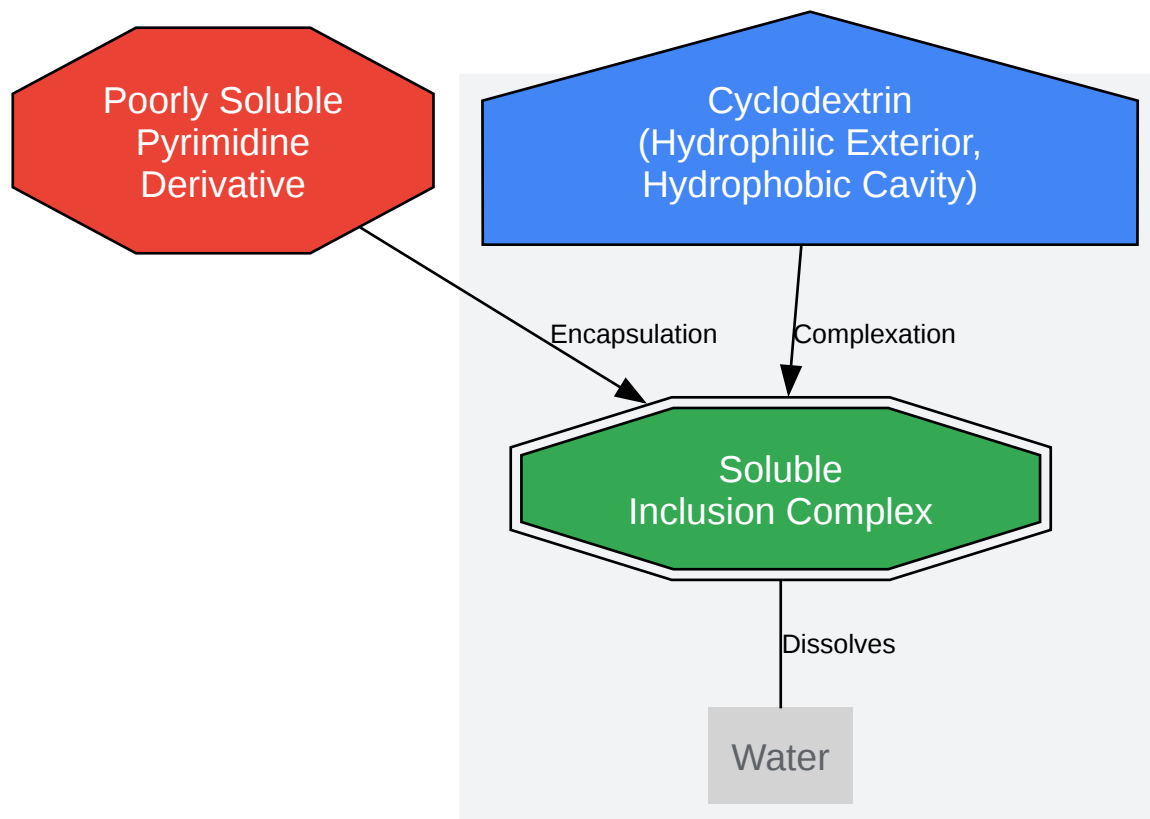 Poorly Soluble
Pyrimidine
Derivative
Cyclodextrin
(Hydrophilic Exterior,
Hydrophobic Cavity)
Encapsulation
Complexation
Soluble
Inclusion Complex
Dissolves
Water